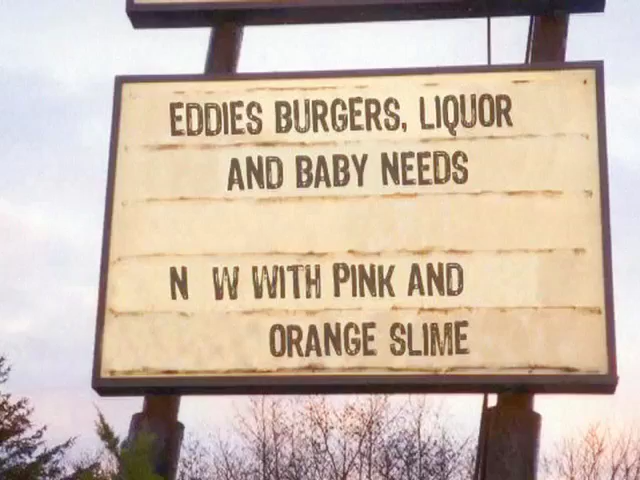 EDDIES BURGERS, LIQUOR
AND BABY NEEDS
N W WITH PINK AND
ORANGE SLIME